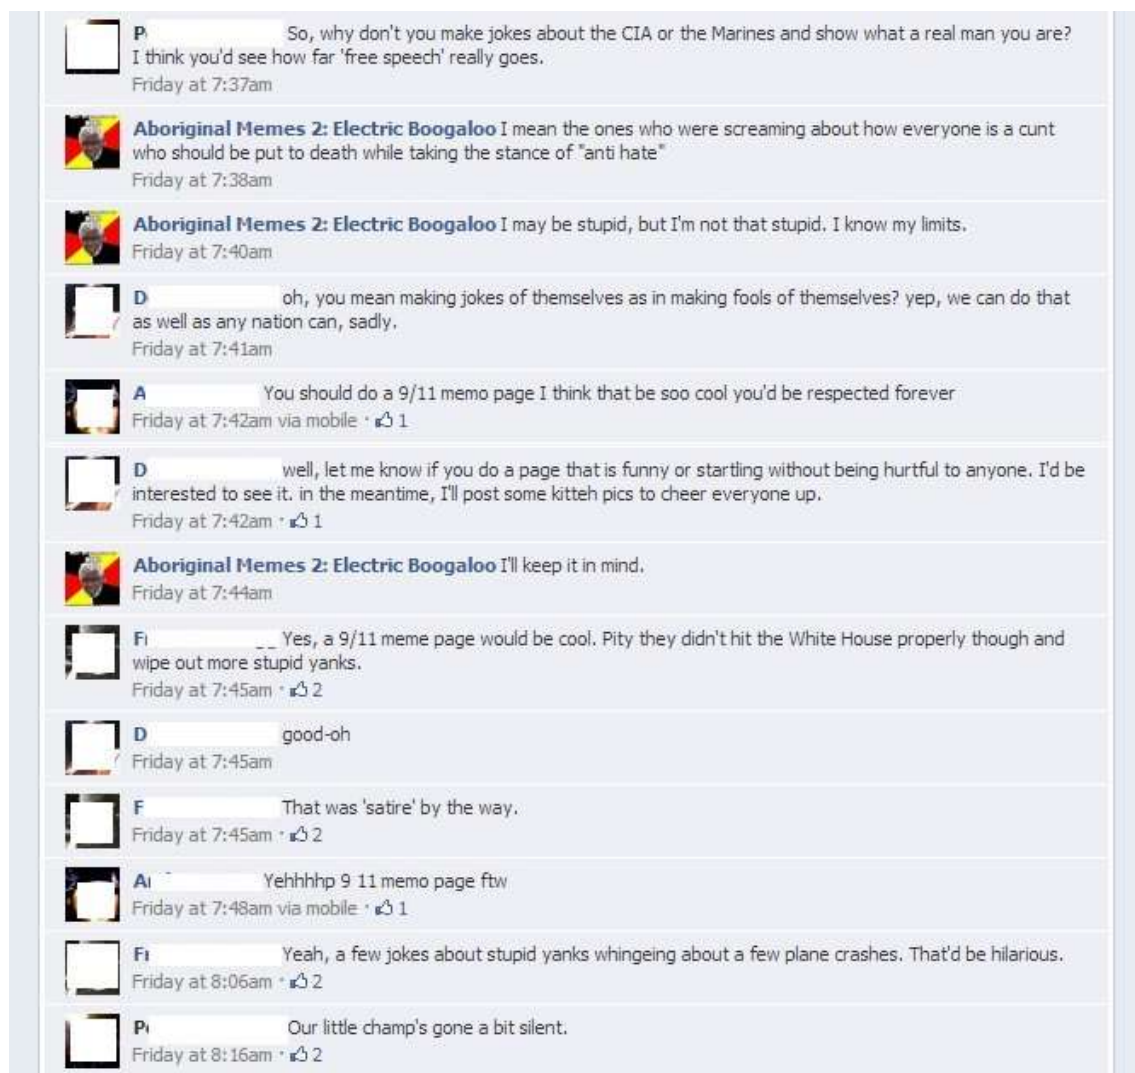 P So, why don't you make jokes about the CIA or the Marines and show what a real man you are?
I think you'd see how far 'free speech' really goes.
Friday at 7:37am
Aboriginal Memes 2: Electric Boogaloo I mean the ones who were screaming about how everyone is a cunt
who should be put to death while taking the stance of "anti hate"
Friday at 7:38am
Aboriginal Memes 2: Electric Boogaloo I may be stupid, but I'm not that stupid. I know my limits.
Friday at 7:40am
D oh, you mean making jokes of themselves as in making fools of themselves? yep, we can do that
as well as any nation can, sadly.
Friday at 7:41am
A You should do a 9/11 memo page I think that be soo cool you'd be respected forever
Friday at 7:42am via mobile · 1
D well, let me know if you do a page that is funny or startling without being hurtful to anyone. I'd be
interested to see it. in the meantime, I'll post some kitteh pics to cheer everyone up.
Friday at 7:42am · 1
Aboriginal Memes 2: Electric Boogaloo I'll keep it in mind.
Friday at 7:44am
F Yes, a 9/11 meme page would be cool. Pity they didn't hit the White House properly though and
wipe out more stupid yanks.
Friday at 7:45am · 2
D good-oh
Friday at 7:45am
F That was 'satire' by the way.
Friday at 7:45am · 2
A Yehhhhp 9 11 memo page ftw
Friday at 7:48am via mobile · 1
F Yeah, a few jokes about stupid yanks whingeing about a few plane crashes. That'd be hilarious.
Friday at 8:06am · 2
P Our little champ's gone a bit silent.
Friday at 8:16am · 2